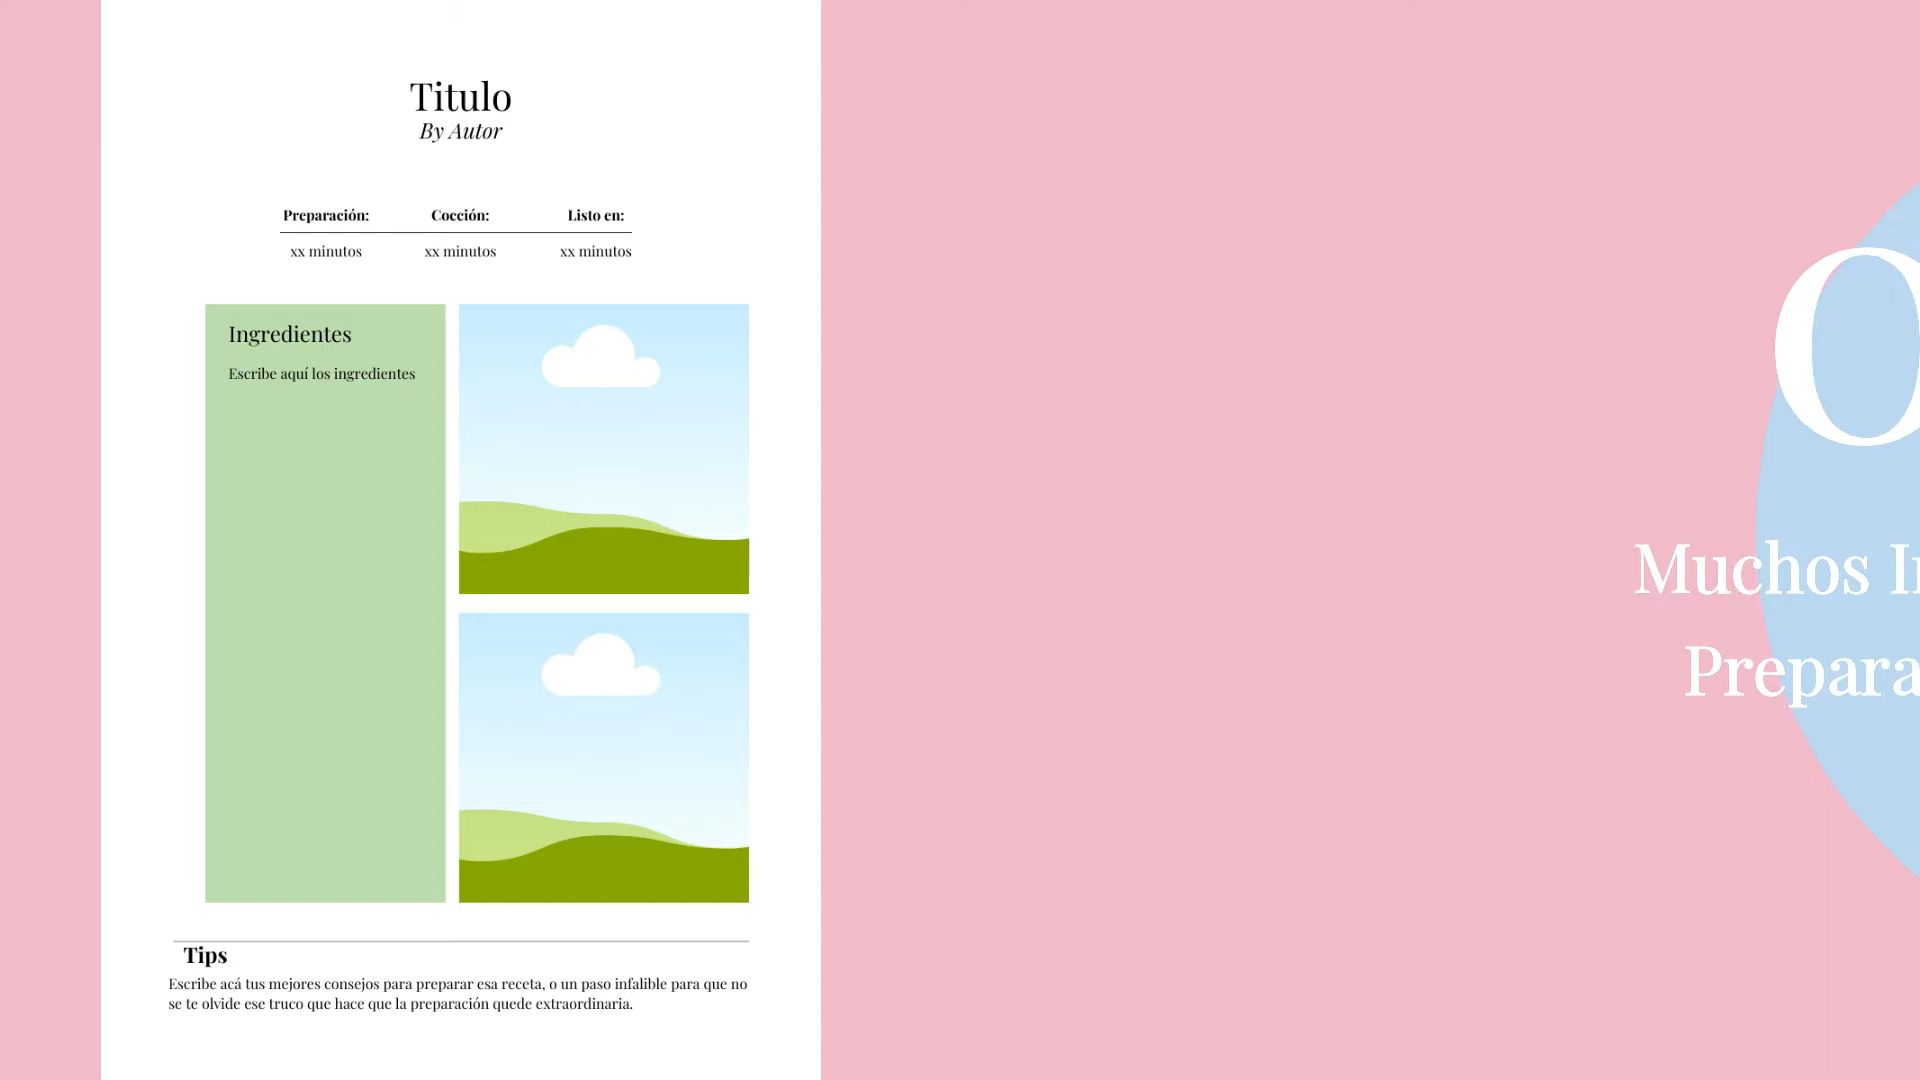 Titulo
By Autor
Preparación: Cocción: Listo en:
xx minutos xx minutos xx minutos
Ingredientes
Escribe aquí los ingredientes
Tips
Escribe acá tus mejores consejos para preparar esa receta, o un paso infalible para que no
se te olvide ese truco que hace que la preparación quede extraordinaria.
O
Muchos